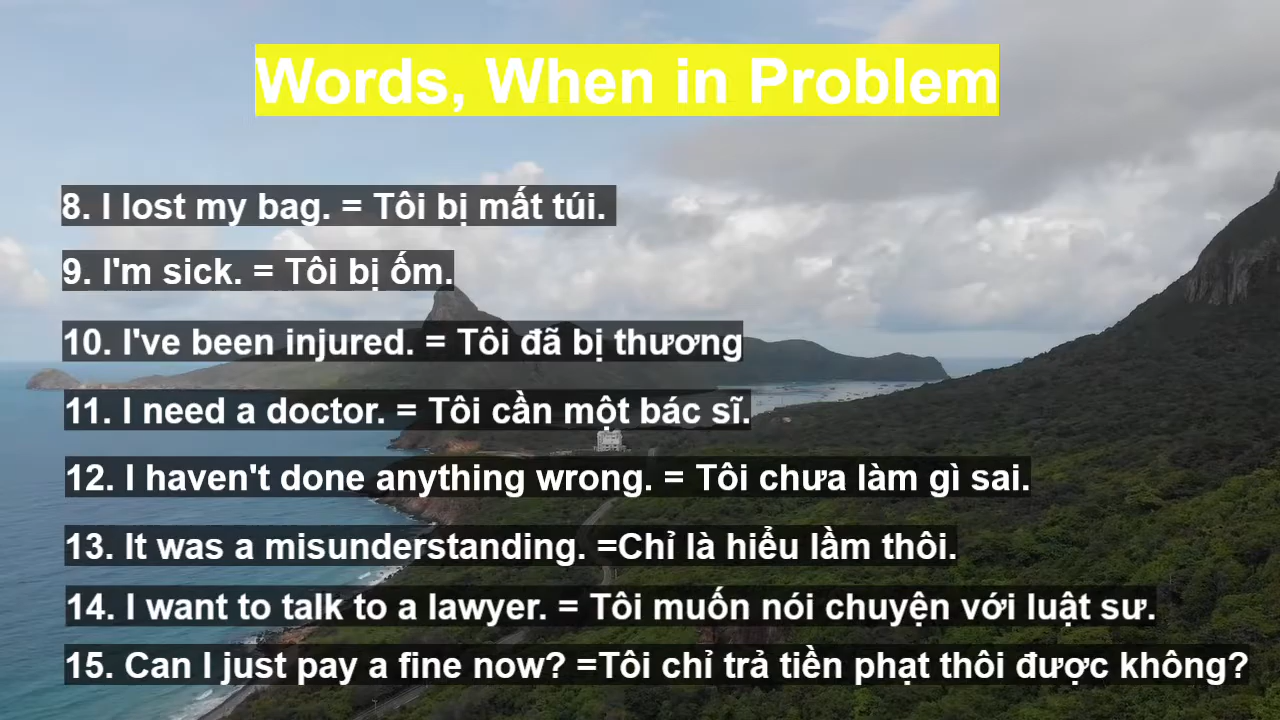 Words, When in Problem
8. I lost my bag. = Tôi bị mất túi.
9. I'm sick. = Tôi bị ốm.
10. I've been injured. = Tôi đã bị thương
11. I need a doctor. = Tôi cần một bác sĩ.
12. I haven't done anything wrong. = Tôi chưa làm gì sai.
13. It was a misunderstanding. =Chỉ là hiểu lầm thôi.
14. I want to talk to a lawyer. = Tôi muốn nói chuyện với luật sư.
15. Can I just pay a fine now? =Tôi chỉ trả tiền phạt thôi được không?